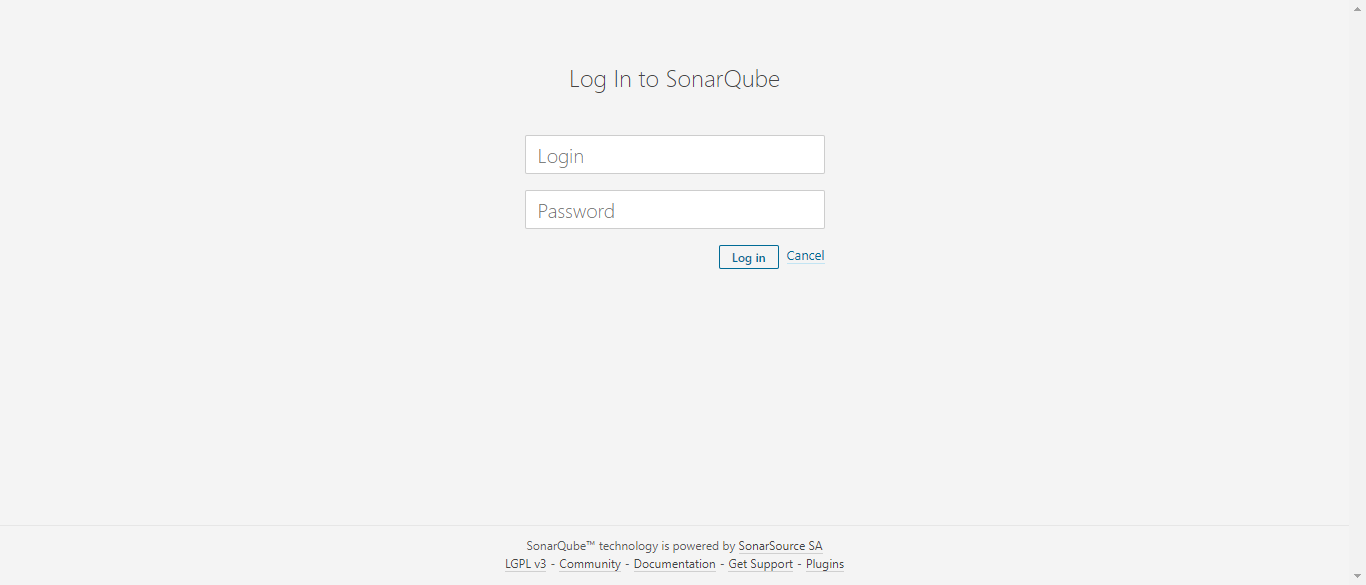 Log In to SonarQube
Login
Password
Log in Cancel
SonarQube™ technology is powered by SonarSource SA
LGPL v3 - Community - Documentation - Get Support - Plugins